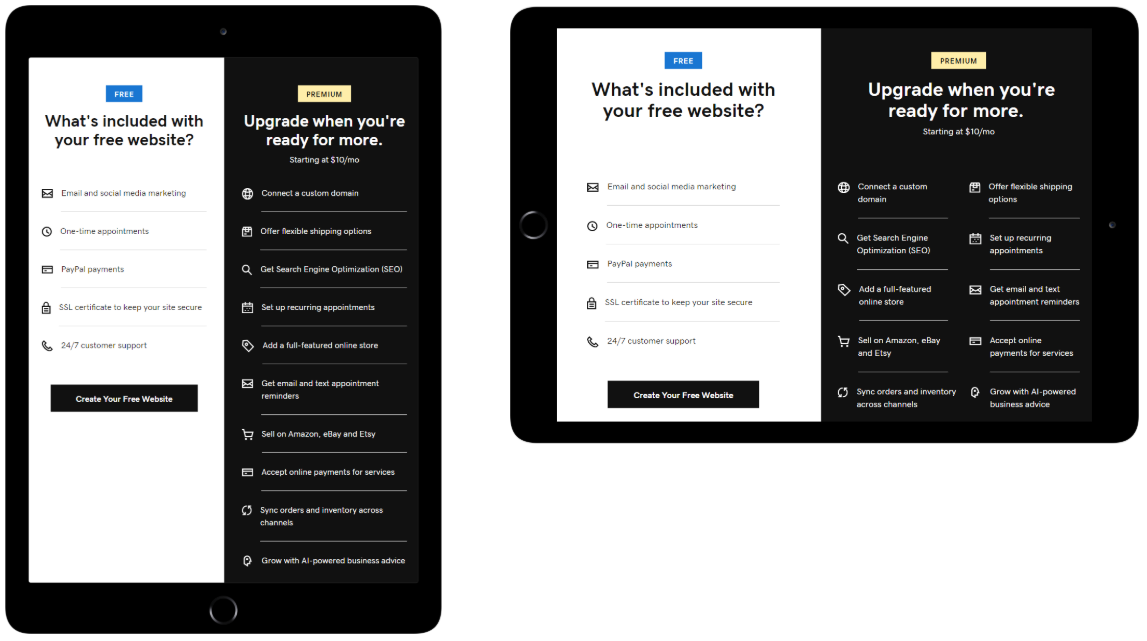 FREE
What's included with
your free website?
Email and social media marketing
One-time appointments
PayPal payments
SSL certificate to keep your site secure
24/7 customer support
Create Your Free Website
PREMIUM
Upgrade when you're
ready for more.
Starting at $10/mo
Connect a custom domain
Offer flexible shipping options
Get Search Engine Optimization (SEO)
Set up recurring appointments
Add a full-featured online store
Get email and text appointment
reminders
Sell on Amazon, eBay and Etsy
Accept online payments for services
Sync orders and inventory across
channels
Grow with AI-powered business advice
FREE
What's included with
your free website?
Email and social media marketing
One-time appointments
PayPal payments
SSL certificate to keep your site secure
24/7 customer support
Create Your Free Website
PREMIUM
Upgrade when you're
ready for more.
Starting at $10/mo
Connect a custom
domain
Offer flexible shipping
options
Get Search Engine
Optimization (SEO)
Set up recurring
appointments
Add a full-featured
online store
Get email and text
appointment reminders
Sell on Amazon, eBay
and Etsy
Accept online
payments for services
Sync orders and inventory
across channels
Grow with AI-powered
business advice